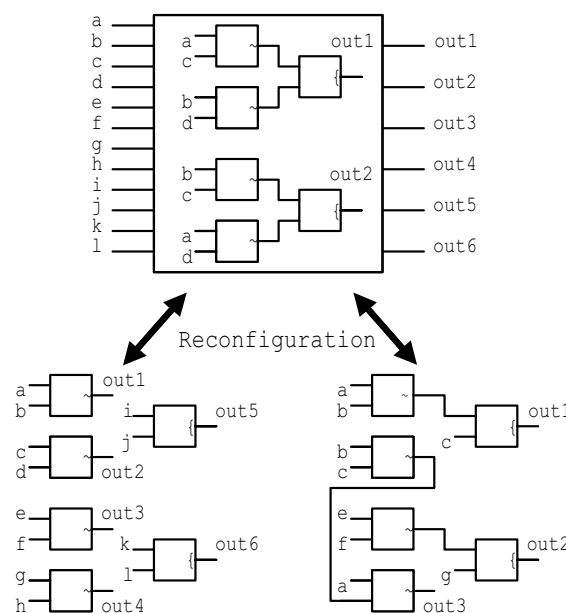 a
b
c
d
e
f
g
h
i
j
k
l
a
c
~
b
d
~
{
out1
b
c
~
a
d
~
{
out2
out1
out2
out3
out4
out5
out6
Reconfiguration
a
b
~
out1
c
d
~
out2
i
j
{
out5
e
f
~
out3
g
h
~
out4
k
l
{
out6
a
b
~
c
{
out1
b
c
~
e
f
~
g
{
out2
a
~
out3